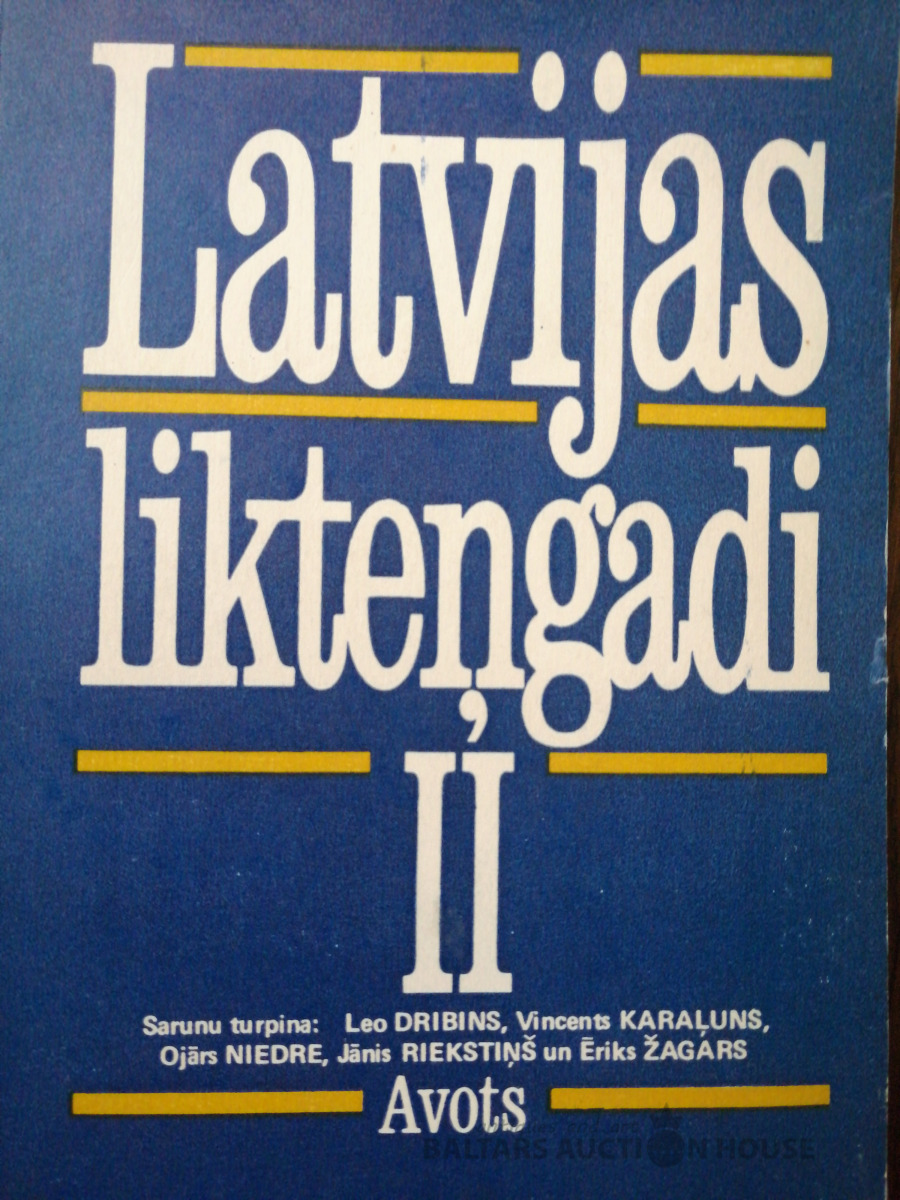 Latvijas
likteņgadi
II
Sarunu turpina: Leo DRIBINS, Vincents KARAĻUNS,
Ojārs NIEDRE, Jānis RIEKSTIŅŠ un Ēriks ŽAGARS
Avots
BALTARS AUCTION HOUSE